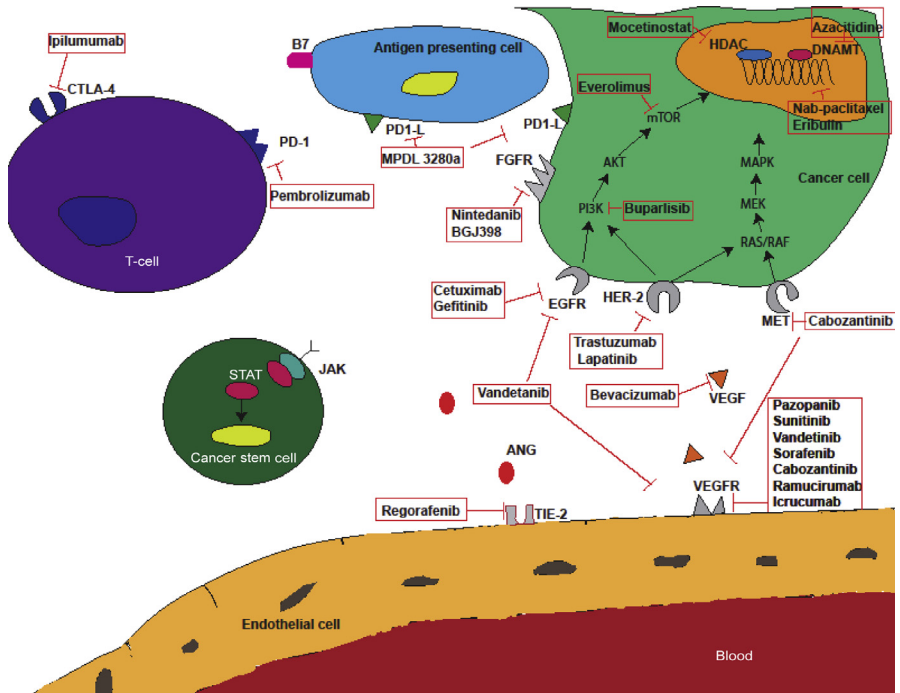 Ipilumumab
CTLA-4
PD-1
Pembrolizumab
T-cell
B7
Antigen presenting cell
PD1-L
MPDL 3280a
PD1-L
FGFR
Nintedanib
BGJ398
Mocetinostat
Azacitidine
HDAC
DNAMT
Nab-paclitaxel
Eribulin
Everolimus
mTOR
AKT
PI3K
Buparlisib
MAPK
MEK
RAS/RAF
Cancer cell
Cetuximab
Gefitinib
EGFR
HER-2
MET
Cabozantinib
Trastuzumab
Lapatinib
Vandetanib
Bevacizumab
VEGF
Pazopanib
Sunitinib
Vandetinib
Sorafenib
Cabozantinib
Ramucirumab
Icrucumab
VEGFR
STAT
JAK
Cancer stem cell
ANG
Regorafenib
TIE-2
Endothelial cell
Blood